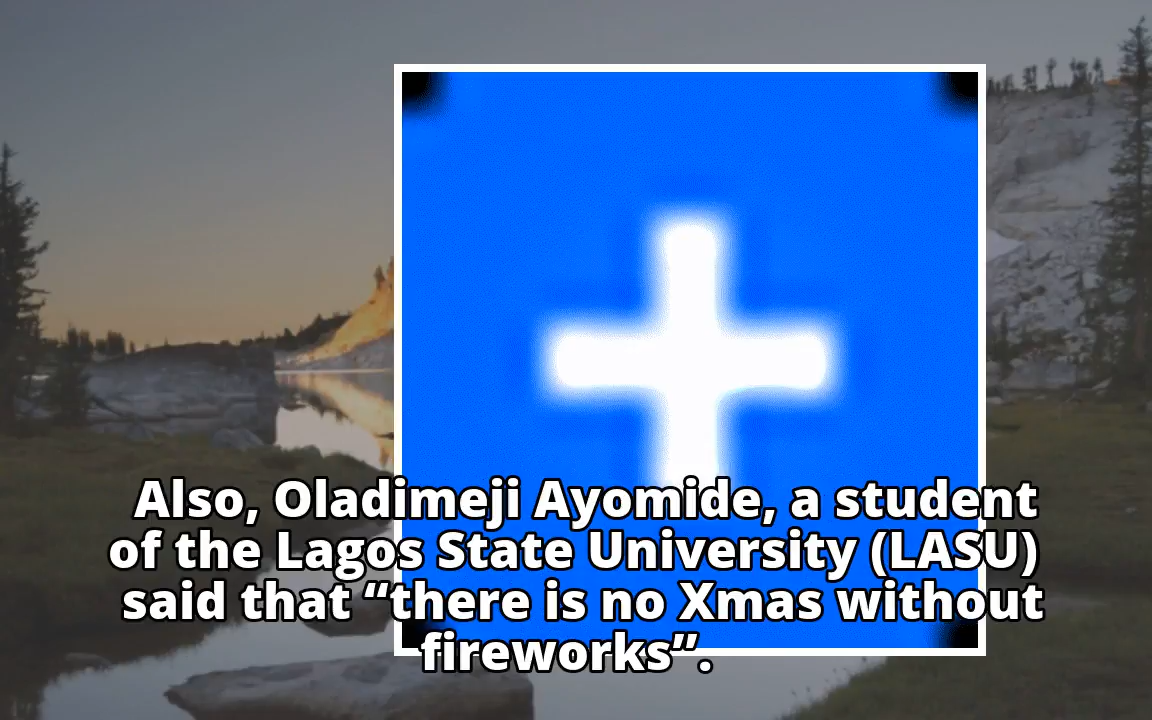 Also, Oladimeji Ayomide, a student
of the Lagos State University (LASU)
said that “there is no Xmas without
fireworks”.